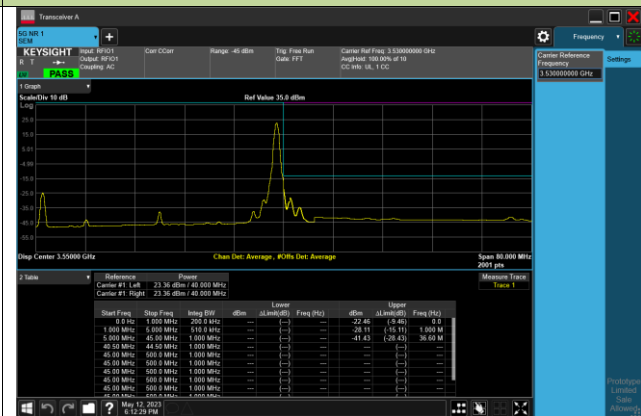 Transceiver A
5G NR 1
SEM
Frequency
KEYSIGHT
R T
PASS
Input: RFIO1
Output: RFIO1
Coupling: AC
Corr CCorr
Range: -45 dBm
Trig: Free Run
Gate: FFT
Carrier Ref Freq: 3.530000000 GHz
Avg|Hold: 100.00% of 10
CC Info: UL, 1 CC
Carrier Reference
Frequency
3.530000000 GHz
Settings
1 Graph
Scale/Div 10 dB
Ref Value 35.0 dBm
Log
25.0
15.0
5.01
-4.99
-15.0
-25.0
-35.0
-45.0
-55.0
Disp Center 3.55000 GHz
Chan Det: Average, #Offs Det: Average
Span 80.000 MHz
2001 pts
2 Table
Reference Power
Carrier #1: Left 23.36 dBm / 40.000 MHz
Carrier #1: Right 23.36 dBm / 40.000 MHz
Measure Trace
Trace 1
Lower Upper
Start Freq Stop Freq Integ BW dBm ΔLimit(dB) Freq (Hz) dBm ΔLimit(dB) Freq (Hz)
0.0 Hz 1.000 MHz 200.0 kHz --- (---) --- -22.46 (-9.46) 0.0
1.000 MHz 5.000 MHz 510.0 kHz --- (---) --- -28.11 (-15.11) 1.000 M
5.000 MHz 45.00 MHz 1.000 MHz --- (---) --- -41.43 (-28.43) 36.60 M
40.50 MHz 44.50 MHz 1.000 MHz --- (---) --- --- (---) ---
45.00 MHz 500.0 MHz 1.000 MHz --- (---) --- --- (---) ---
45.00 MHz 500.0 MHz 1.000 MHz --- (---) --- --- (---) ---
45.00 MHz 500.0 MHz 1.000 MHz --- (---) --- --- (---) ---
45.00 MHz 500.0 MHz 1.000 MHz --- (---) --- --- (---) ---
45.00 MHz 500.0 MHz 1.000 MHz --- (---) --- --- (---) ---
Prototype
Limited
Sale
Allowed
May 12, 2023
6:12:29 PM